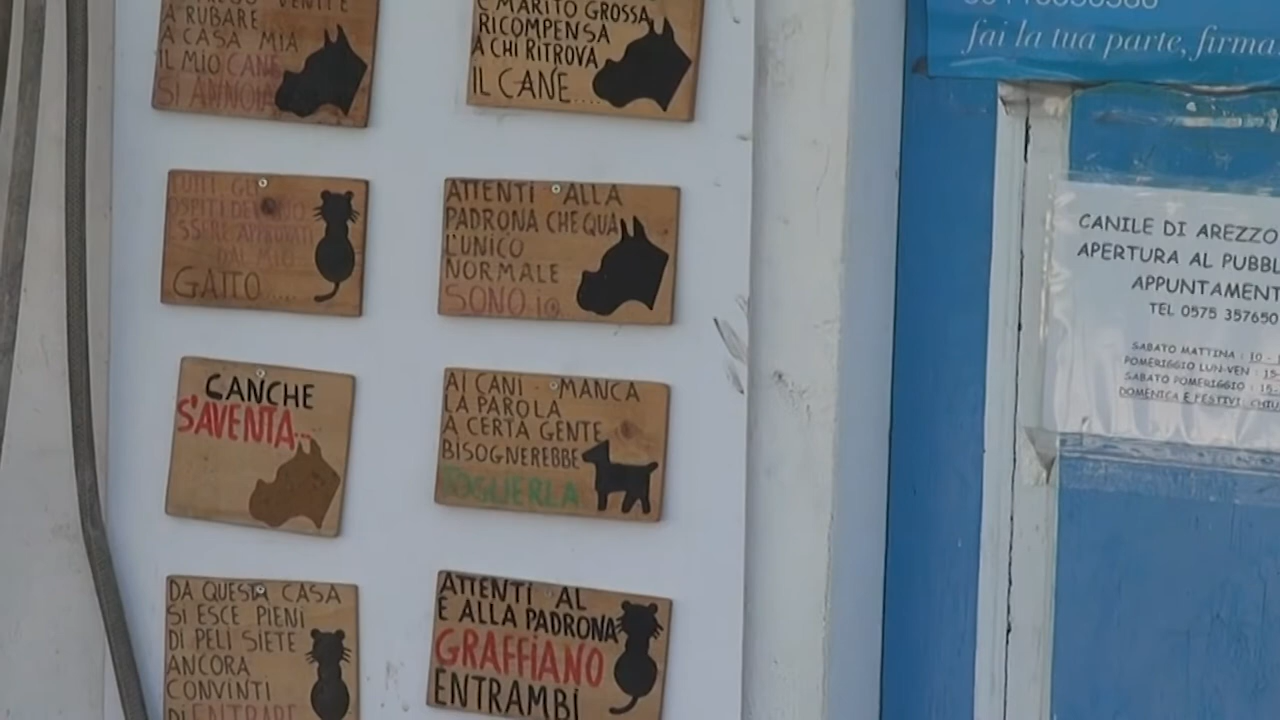 A RUBARE
A CASA MIA
IL MIO CANE
SI ANNOIA
E MARITO GROSSA
RICOMPENSA
A CHI RITROVA
IL CANE....
TUTTI GLI
OSPITI DEVONO
ESSERE APPROVATI
DAL MIO
GATTO....
ATTENTI ALLA
PADRONA CHE QUA
L'UNICO
NORMALE
SONO io
CANCHE
S'AVENTA...
AI CANI MANCA
LA PAROLA
A CERTA GENTE
BISOGNEREBBE
TOGLIERLA
DA QUESTA CASA
SI ESCE PIENI
DI PELI SIETE
ANCORA
CONVINTI
Di ENTRARE
ATTENTI AL
E ALLA PADRONA
GRAFFIANO
ENTRAMBI
fai la tua parte, firma
CANILE DI AREZZO
APERTURA AL PUBBL
APPUNTAMENT
TEL 0575 357650
SABATO MATTINA : 10 -
POMERIGGIO LUN-VEN : 15-
SABATO POMERIGGIO : 15-
DOMENICA E FESTIVI CHIU